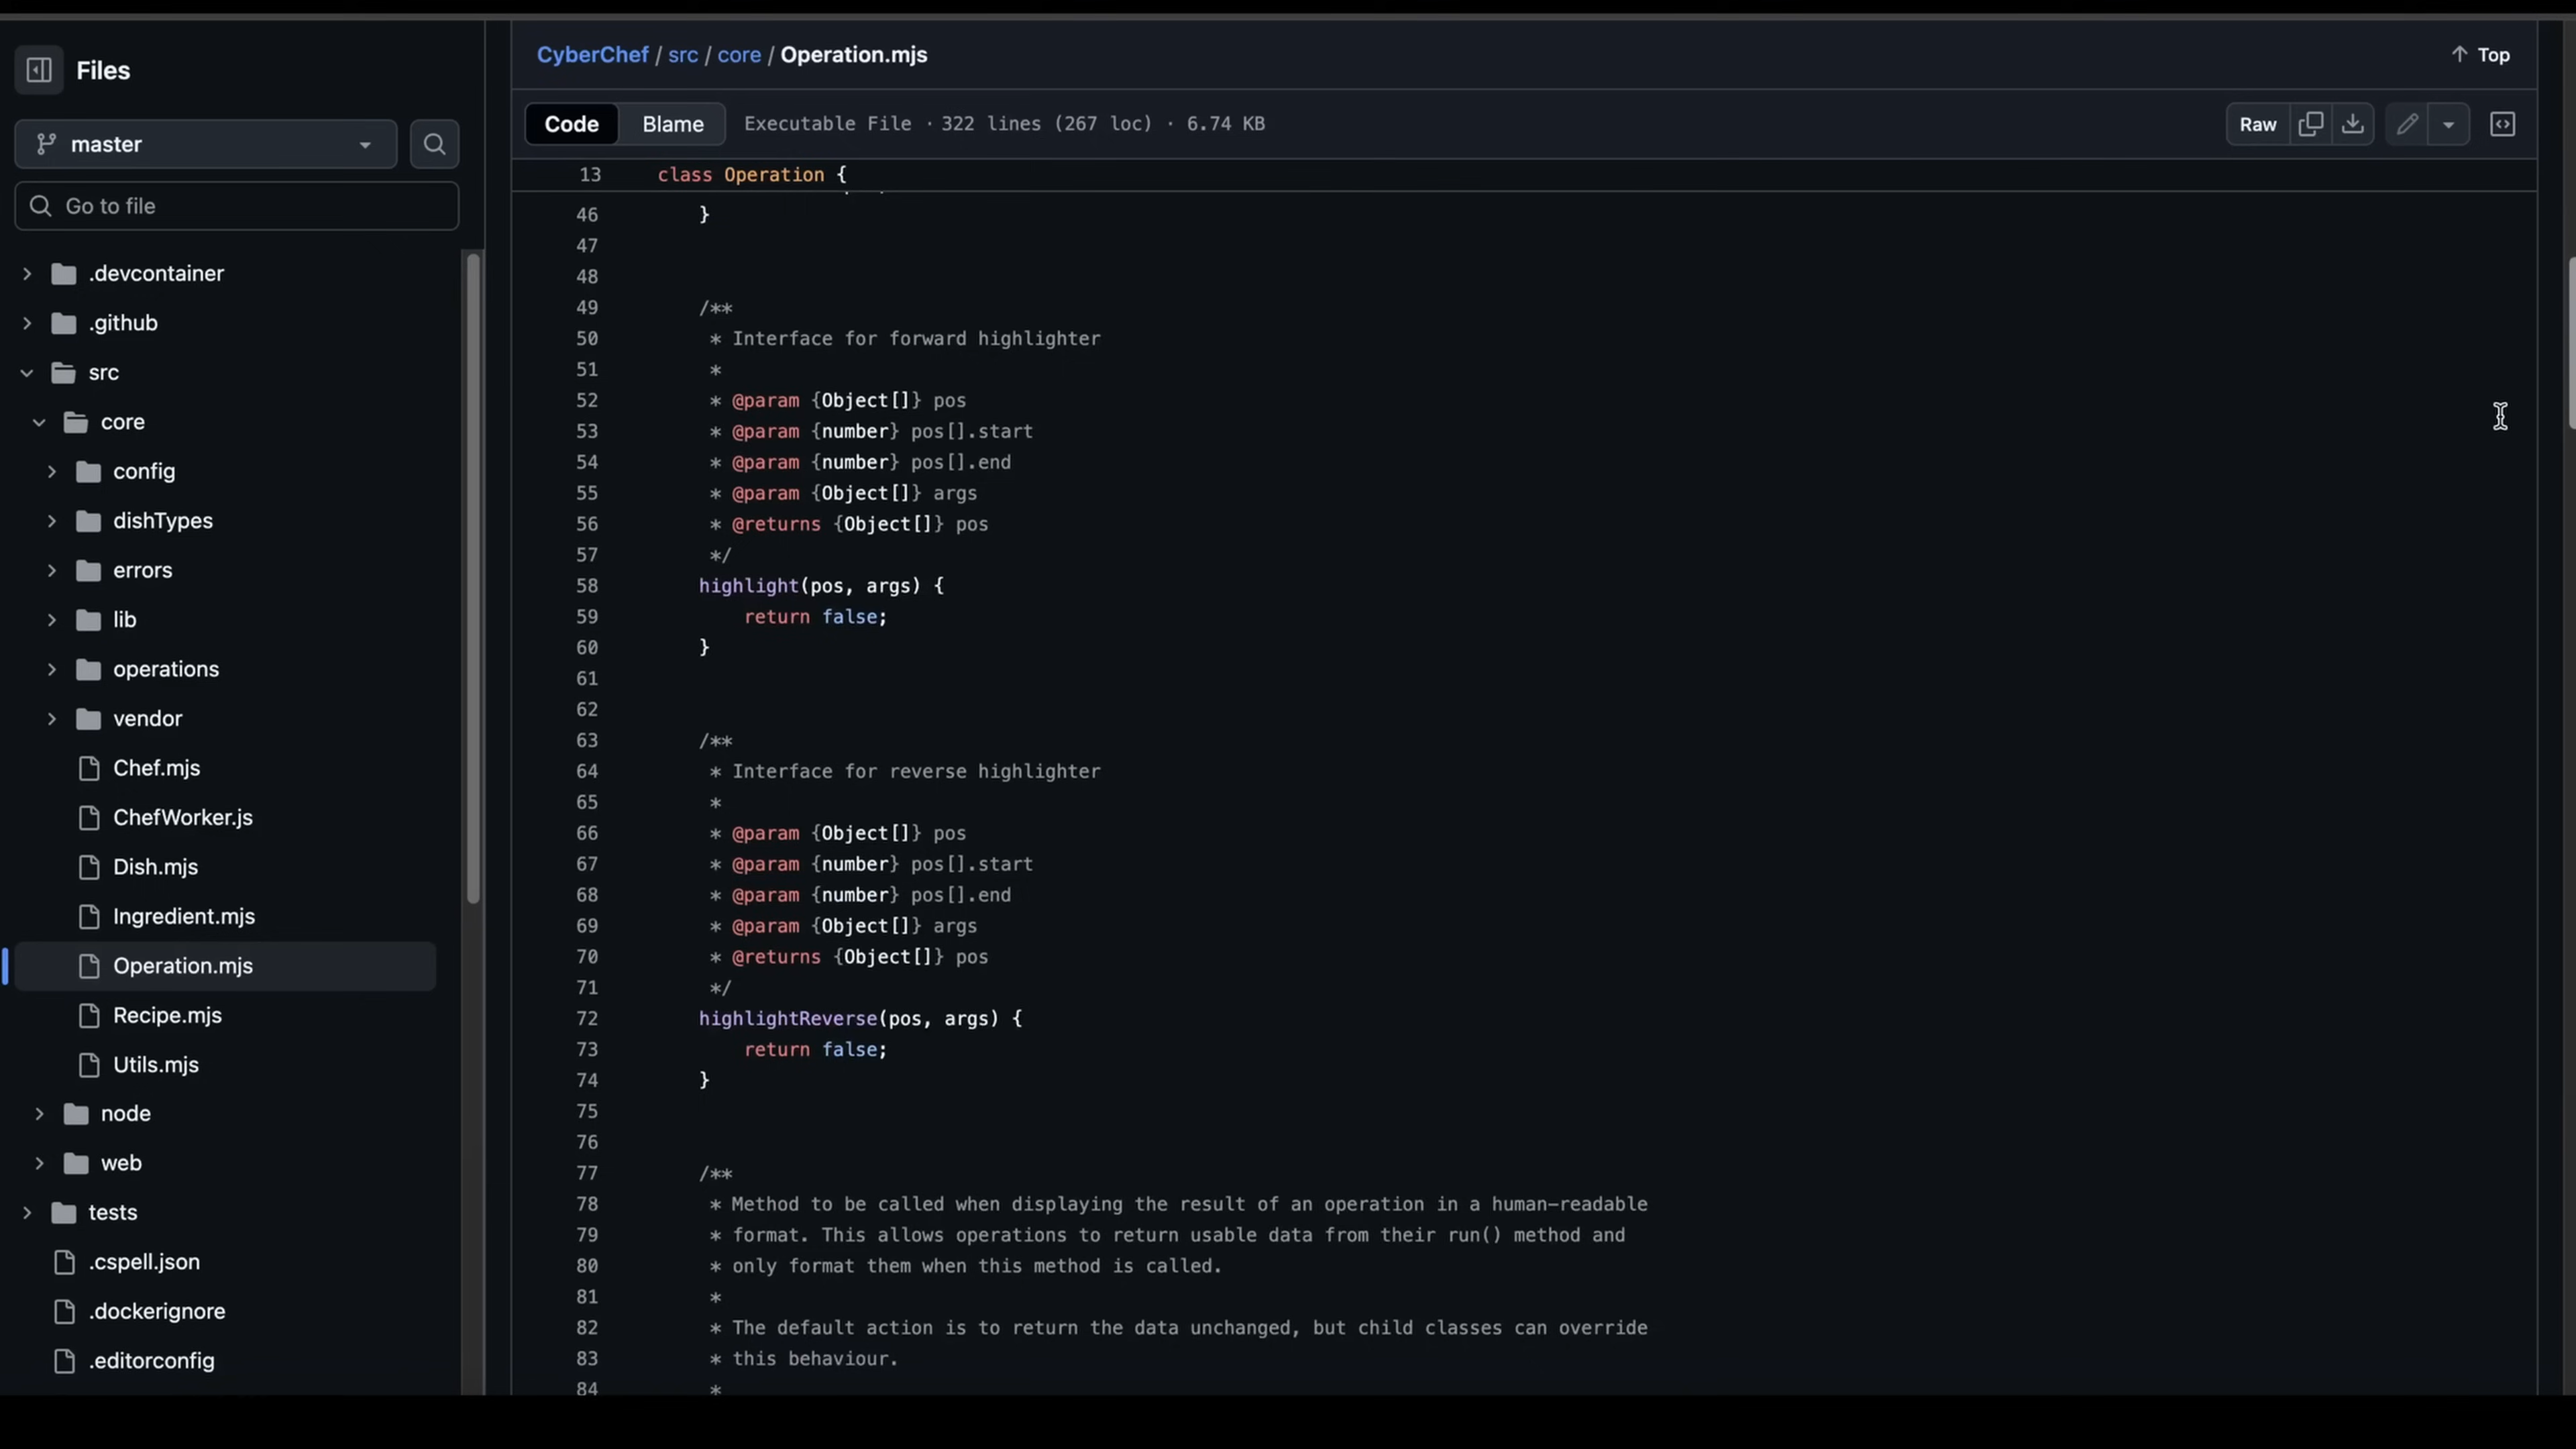 Files
master
Go to file
.devcontainer
.github
src
core
config
dishTypes
errors
lib
operations
vendor
Chef.mjs
ChefWorker.js
Dish.mjs
Ingredient.mjs
Operation.mjs
Recipe.mjs
Utils.mjs
node
web
tests
.cspell.json
.dockerignore
.editorconfig
CyberChef / src / core / Operation.mjs
Top
Code Blame Executable File · 322 lines (267 loc) · 6.74 KB
Raw
13 class Operation {
46 }
47
48
49 /**
50 * Interface for forward highlighter
51 *
52 * @param {Object[]} pos
53 * @param {number} pos[].start
54 * @param {number} pos[].end
55 * @param {Object[]} args
56 * @returns {Object[]} pos
57 */
58 highlight(pos, args) {
59 return false;
60 }
61
62
63 /**
64 * Interface for reverse highlighter
65 *
66 * @param {Object[]} pos
67 * @param {number} pos[].start
68 * @param {number} pos[].end
69 * @param {Object[]} args
70 * @returns {Object[]} pos
71 */
72 highlightReverse(pos, args) {
73 return false;
74 }
75
76
77 /**
78 * Method to be called when displaying the result of an operation in a human-readable
79 * format. This allows operations to return usable data from their run() method and
80 * only format them when this method is called.
81 *
82 * The default action is to return the data unchanged, but child classes can override
83 * this behaviour.
84 *